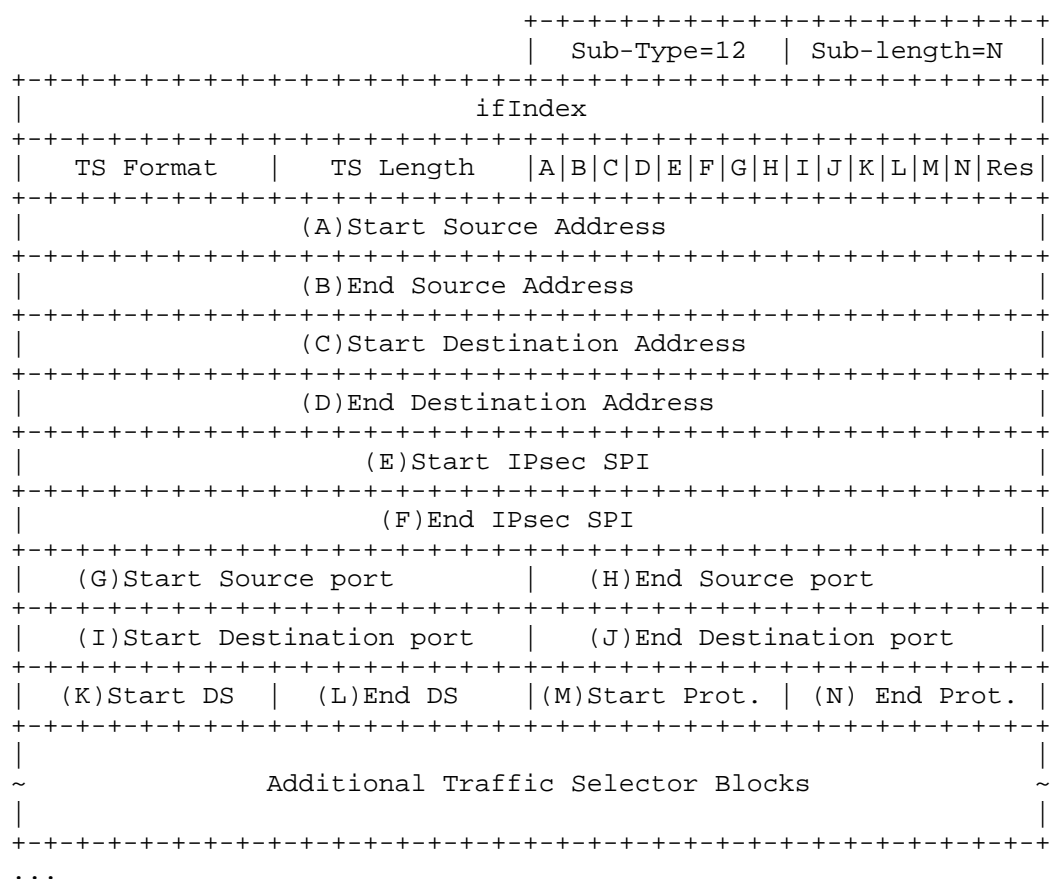 +-+-+-+-+-+-+-+-+-+-+-+-+-+-+-+-+
                                |  Sub-Type=12  | Sub-length=N  |
+-+-+-+-+-+-+-+-+-+-+-+-+-+-+-+-+-+-+-+-+-+-+-+-+-+-+-+-+-+-+-+-+
|                            ifIndex                            |
+-+-+-+-+-+-+-+-+-+-+-+-+-+-+-+-+-+-+-+-+-+-+-+-+-+-+-+-+-+-+-+-+
|   TS Format   |   TS Length   |A|B|C|D|E|F|G|H|I|J|K|L|M|N|Res|
+-+-+-+-+-+-+-+-+-+-+-+-+-+-+-+-+-+-+-+-+-+-+-+-+-+-+-+-+-+-+-+-+
|                 (A)Start Source Address                       |
+-+-+-+-+-+-+-+-+-+-+-+-+-+-+-+-+-+-+-+-+-+-+-+-+-+-+-+-+-+-+-+-+
|                 (B)End Source Address                         |
+-+-+-+-+-+-+-+-+-+-+-+-+-+-+-+-+-+-+-+-+-+-+-+-+-+-+-+-+-+-+-+-+
|                 (C)Start Destination Address                  |
+-+-+-+-+-+-+-+-+-+-+-+-+-+-+-+-+-+-+-+-+-+-+-+-+-+-+-+-+-+-+-+-+
|                 (D)End Destination Address                    |
+-+-+-+-+-+-+-+-+-+-+-+-+-+-+-+-+-+-+-+-+-+-+-+-+-+-+-+-+-+-+-+-+
|                     (E)Start IPsec SPI                        |
+-+-+-+-+-+-+-+-+-+-+-+-+-+-+-+-+-+-+-+-+-+-+-+-+-+-+-+-+-+-+-+-+
|                      (F)End IPsec SPI                         |
+-+-+-+-+-+-+-+-+-+-+-+-+-+-+-+-+-+-+-+-+-+-+-+-+-+-+-+-+-+-+-+-+
|   (G)Start Source port        |   (H)End Source port          |
+-+-+-+-+-+-+-+-+-+-+-+-+-+-+-+-+-+-+-+-+-+-+-+-+-+-+-+-+-+-+-+-+
|   (I)Start Destination port   |   (J)End Destination port     |
+-+-+-+-+-+-+-+-+-+-+-+-+-+-+-+-+-+-+-+-+-+-+-+-+-+-+-+-+-+-+-+-+
|  (K)Start DS  |  (L)End DS    |(M)Start Prot. | (N) End Prot. |
+-+-+-+-+-+-+-+-+-+-+-+-+-+-+-+-+-+-+-+-+-+-+-+-+-+-+-+-+-+-+-+-+
|                                                               |
~               Additional Traffic Selector Blocks              ~
|                                                               |
+-+-+-+-+-+-+-+-+-+-+-+-+-+-+-+-+-+-+-+-+-+-+-+-+-+-+-+-+-+-+-+-+
...